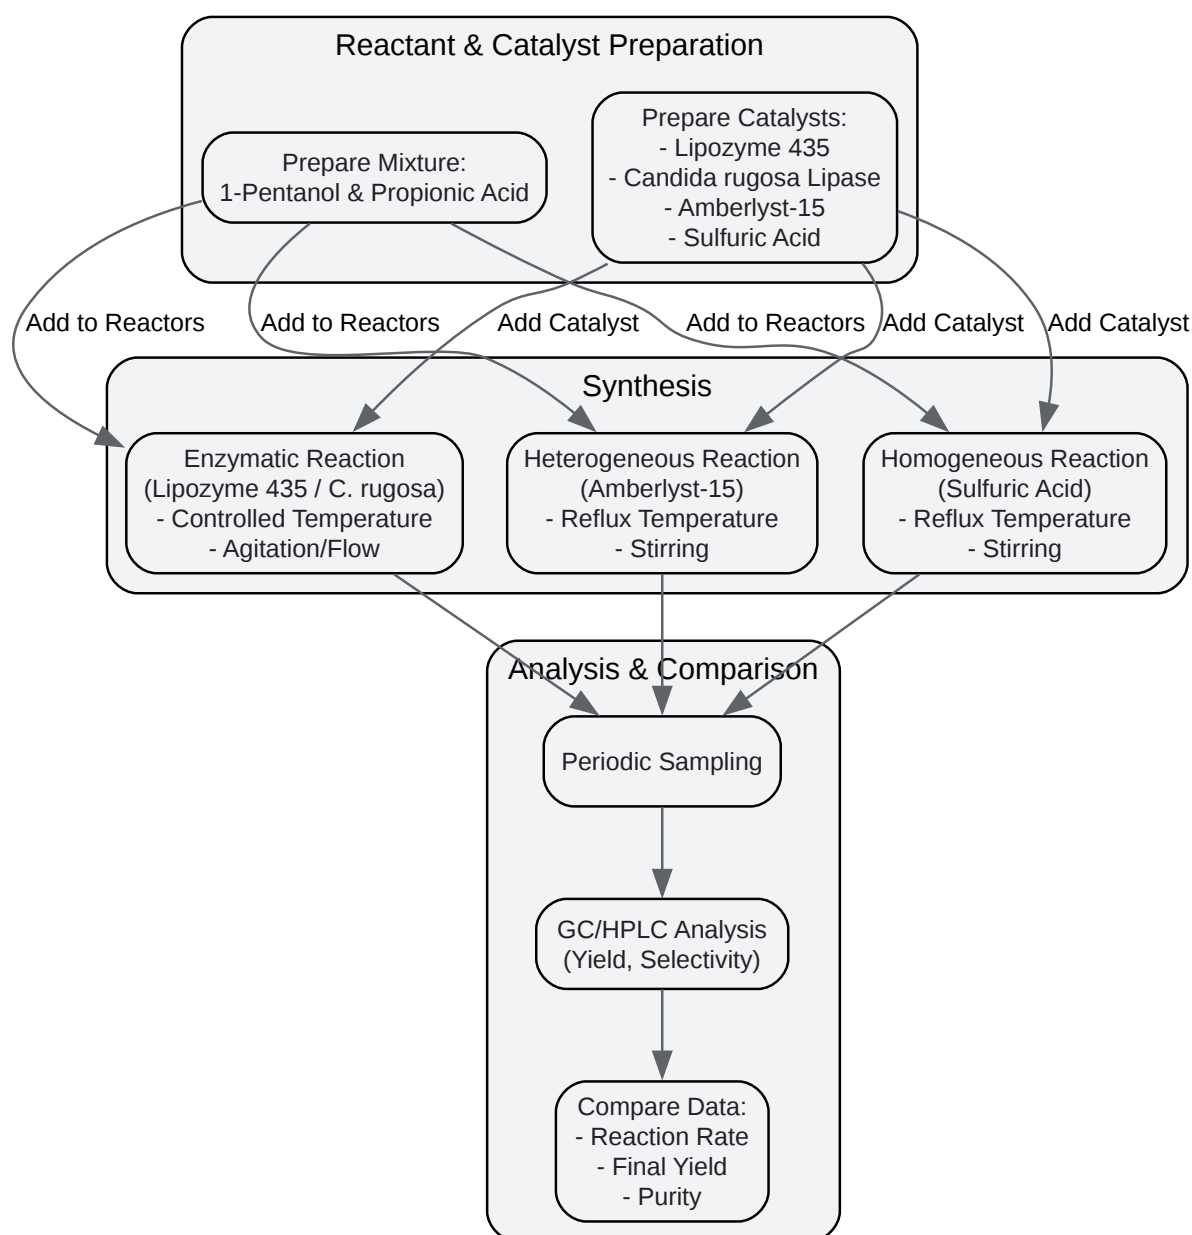 Reactant & Catalyst Preparation
Prepare Mixture:
1-Pentanol & Propionic Acid
Prepare Catalysts:
- Lipozyme 435
- Candida rugosa Lipase
- Amberlyst-15
- Sulfuric Acid
Add to Reactors
Add to Reactors
Add Catalyst
Add to Reactors
Add Catalyst
Add Catalyst
Synthesis
Enzymatic Reaction
(Lipozyme 435 / C. rugosa)
- Controlled Temperature
- Agitation/Flow
Heterogeneous Reaction
(Amberlyst-15)
- Reflux Temperature
- Stirring
Homogeneous Reaction
(Sulfuric Acid)
- Reflux Temperature
- Stirring
Analysis & Comparison
Periodic Sampling
GC/HPLC Analysis
(Yield, Selectivity)
Compare Data:
- Reaction Rate
- Final Yield
- Purity